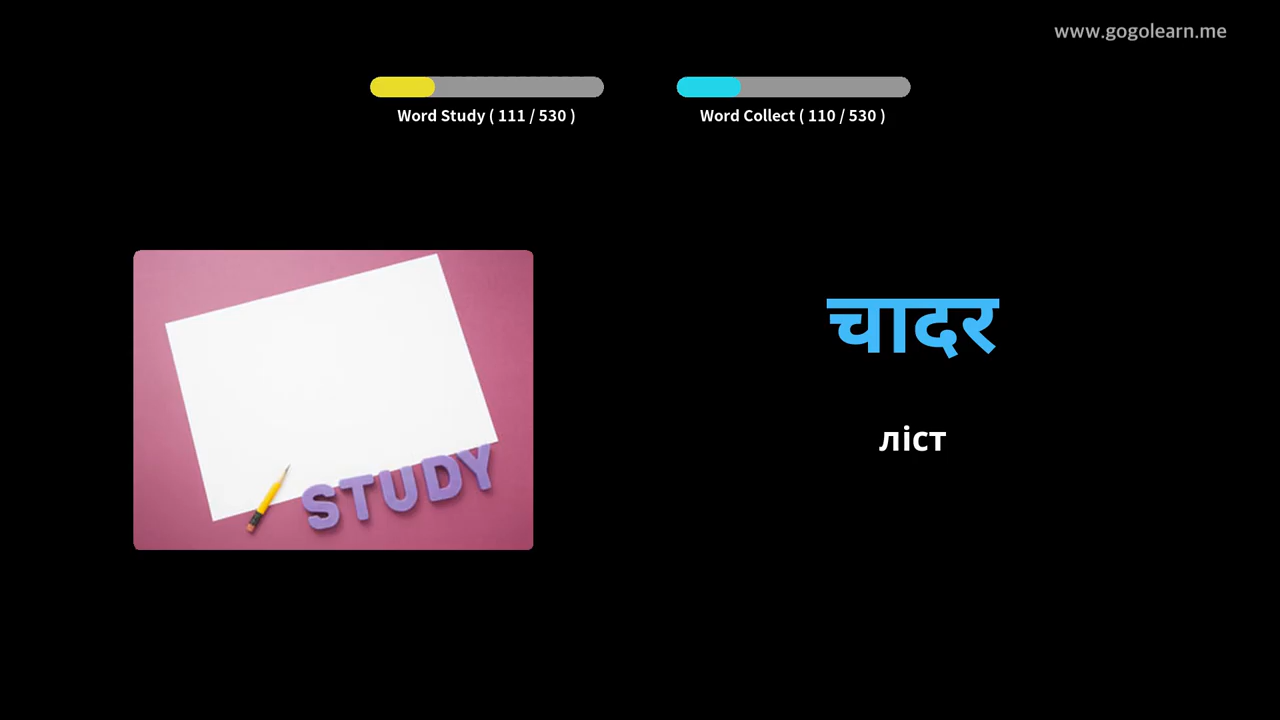 www.gogolearn.me
Word Study ( 111 / 530 )
Word Collect ( 110 / 530 )
STUDY
चादर
ліст